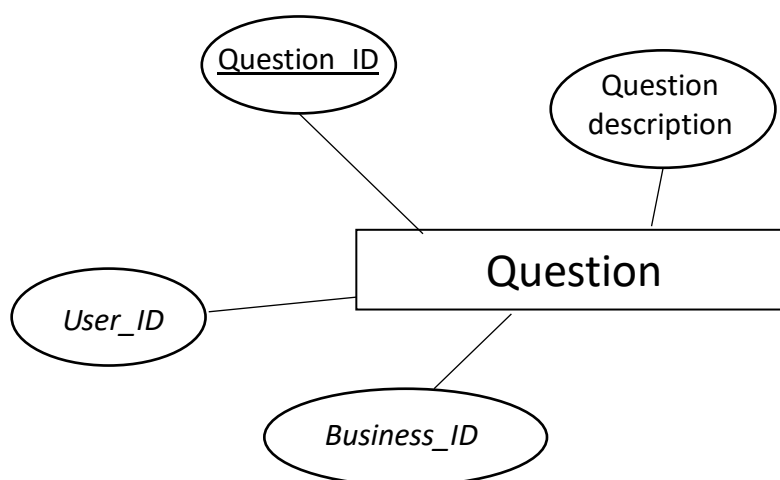 Question_ID
Question
description
Question
User_ID
Business_ID